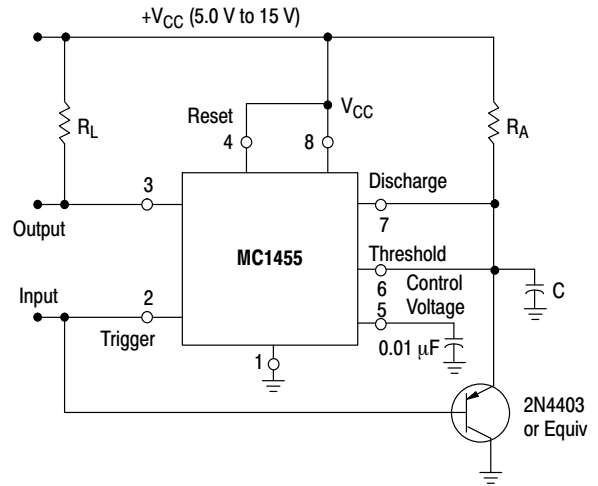 +VCC (5.0 V to 15 V)
Reset
VCC
RL
4
8
RA
3
Discharge
Output
7
MC1455
Threshold
6
Input
2
Control
Voltage
5
C
Trigger
0.01 μF
1
2N4403
or Equiv